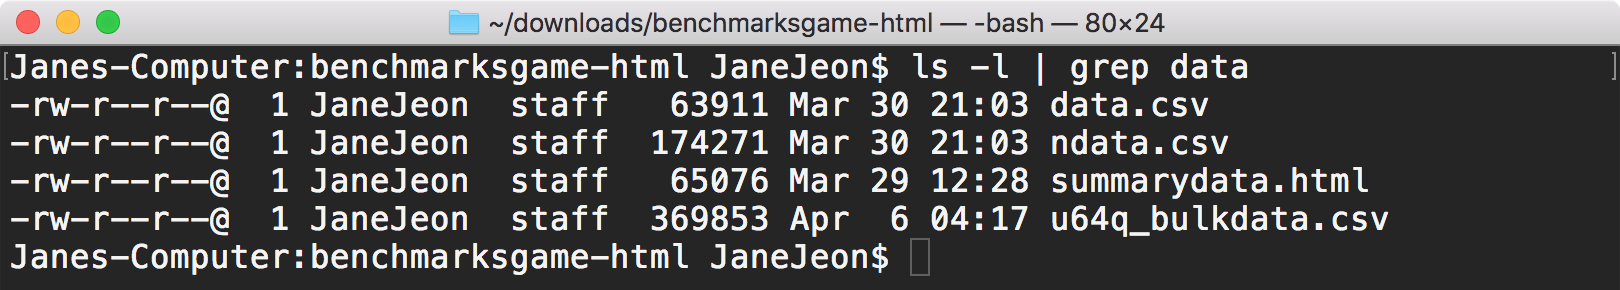 ~/downloads/benchmarksgame-html — -bash — 80×24
[Janes-Computer:benchmarksgame-html JaneJeon$ ls -l | grep data ]
-rw-r--r--@  1 JaneJeon  staff   63911 Mar 30 21:03 data.csv
-rw-r--r--@  1 JaneJeon  staff  174271 Mar 30 21:03 ndata.csv
-rw-r--r--@  1 JaneJeon  staff   65076 Mar 29 12:28 summarydata.html
-rw-r--r--@  1 JaneJeon  staff  369853 Apr  6 04:17 u64q_bulkdata.csv
Janes-Computer:benchmarksgame-html JaneJeon$